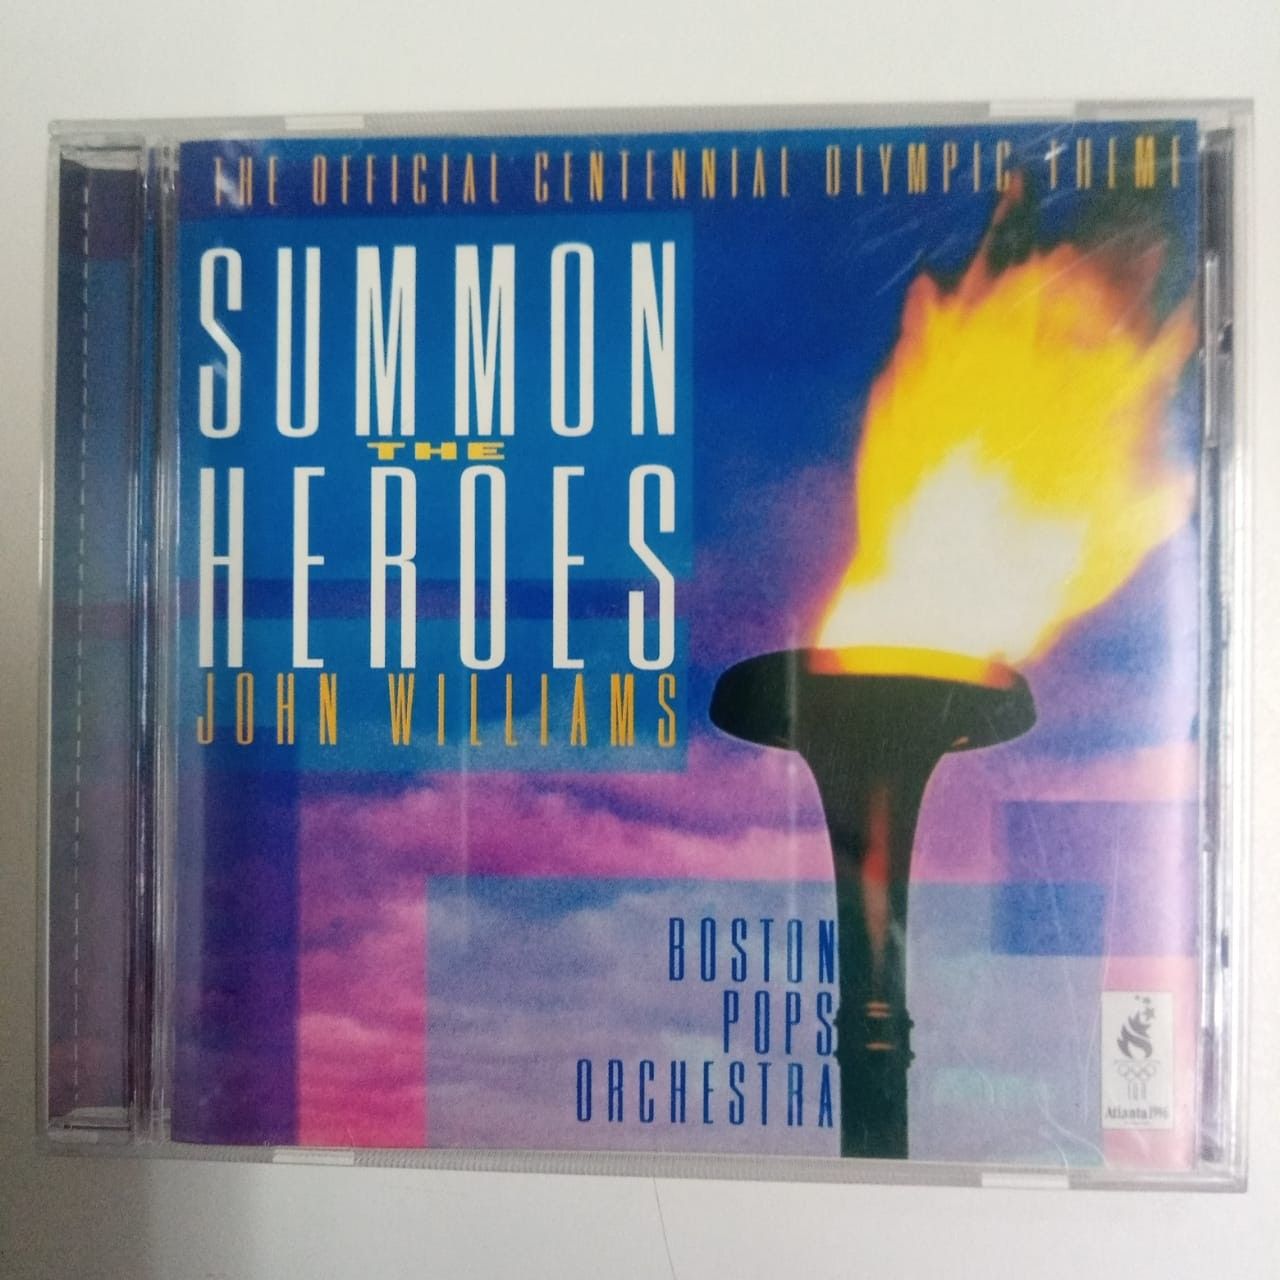 THE OFFICIAL CENTENNIAL OLYMPIC THEME
SUMMON
THE
HEROES
JOHN WILLIAMS
BOSTON
POPS
ORCHESTRA
Atlanta 1996